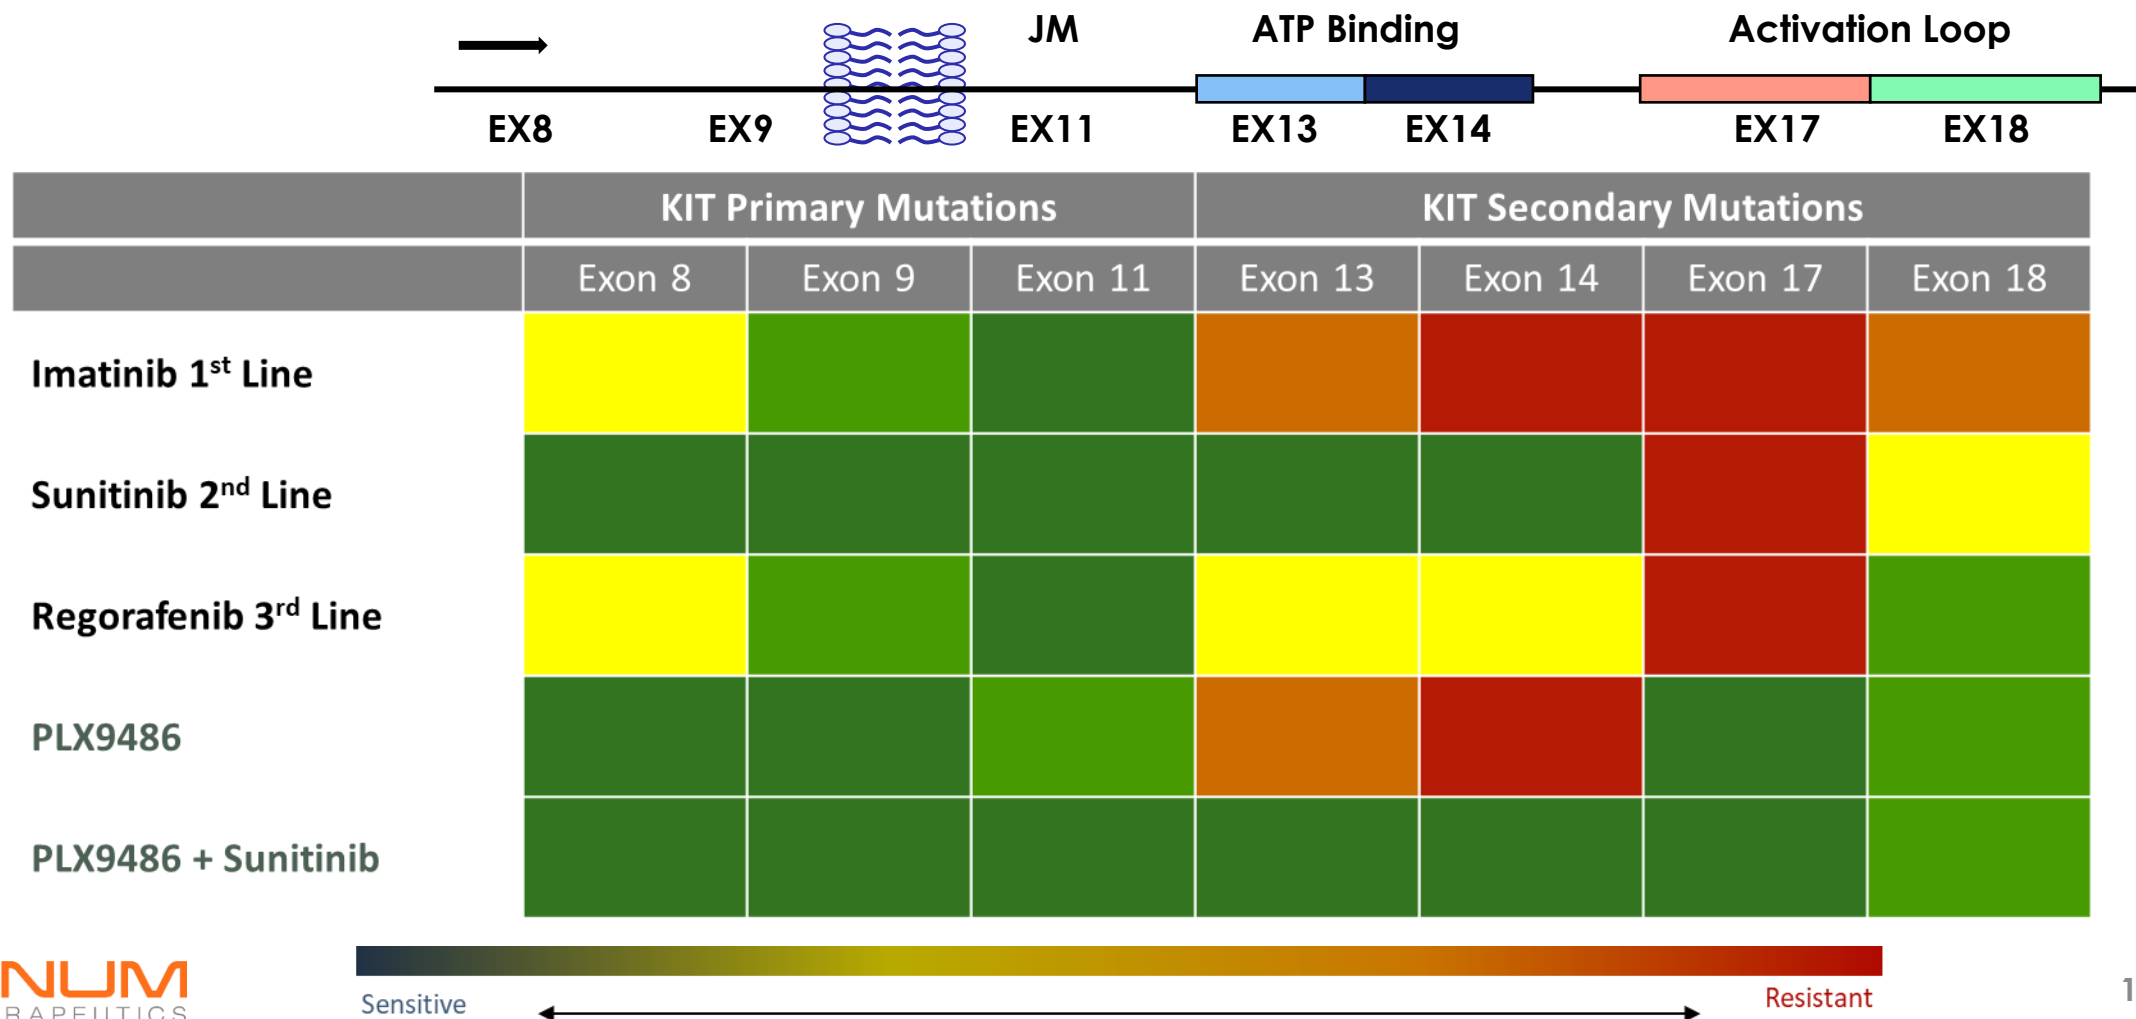 JM ATP Binding Activation Loop
EX8 EX9 EX11 EX13 EX14 EX17 EX18
KIT Primary Mutations KIT Secondary Mutations
Exon 8 Exon 9 Exon 11 Exon 13 Exon 14 Exon 17 Exon 18
Imatinib 1st Line
Sunitinib 2nd Line
Regorafenib 3rd Line
PLX9486
PLX9486 + Sunitinib
NUM
RAPEUTICS
Sensitive Resistant
1